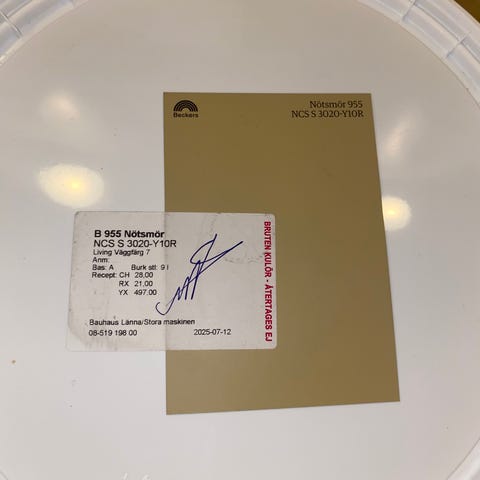 Beckers
Nötsmör 955
NCS S 3020-Y10R
B 955 Nötsmör
NCS S 3020-Y10R
Living Väggfärg 7
Anm:
Bas: A Burk stl: 9 l
Recept: CH 28,00
RX 21,00
YX 497,00
Bauhaus Länna/Stora maskinen
08-519 198 00 2025-07-12
BRUTEN KULÖR - ÅTERTAGES EJ